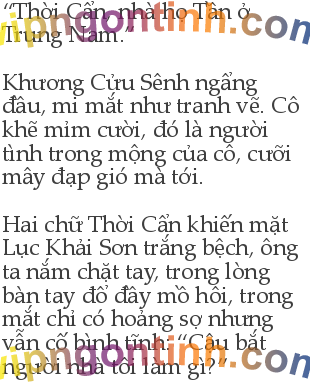 “Thời Cẩn, nhà họ Tần ở
Trung Nam.”
Khương Cửu Sênh ngẩng
đầu, mi mắt như tranh vẽ. Cô
khẽ mỉm cười, đó là người
tình trong mộng của cô, cưỡi
mây đạp gió mà tới.
Hai chữ Thời Cẩn khiến mặt
Lục Khải Sơn trắng bệch, ông
ta nắm chặt tay, trong lòng
bàn tay đổ đầy mồ hôi, trong
mắt chỉ có hoảng sợ nhưng
vẫn cố bình tĩnh: “Cậu bắt
người nhà tôi làm gì?”
vipngontinh.com
vipngontinh.com